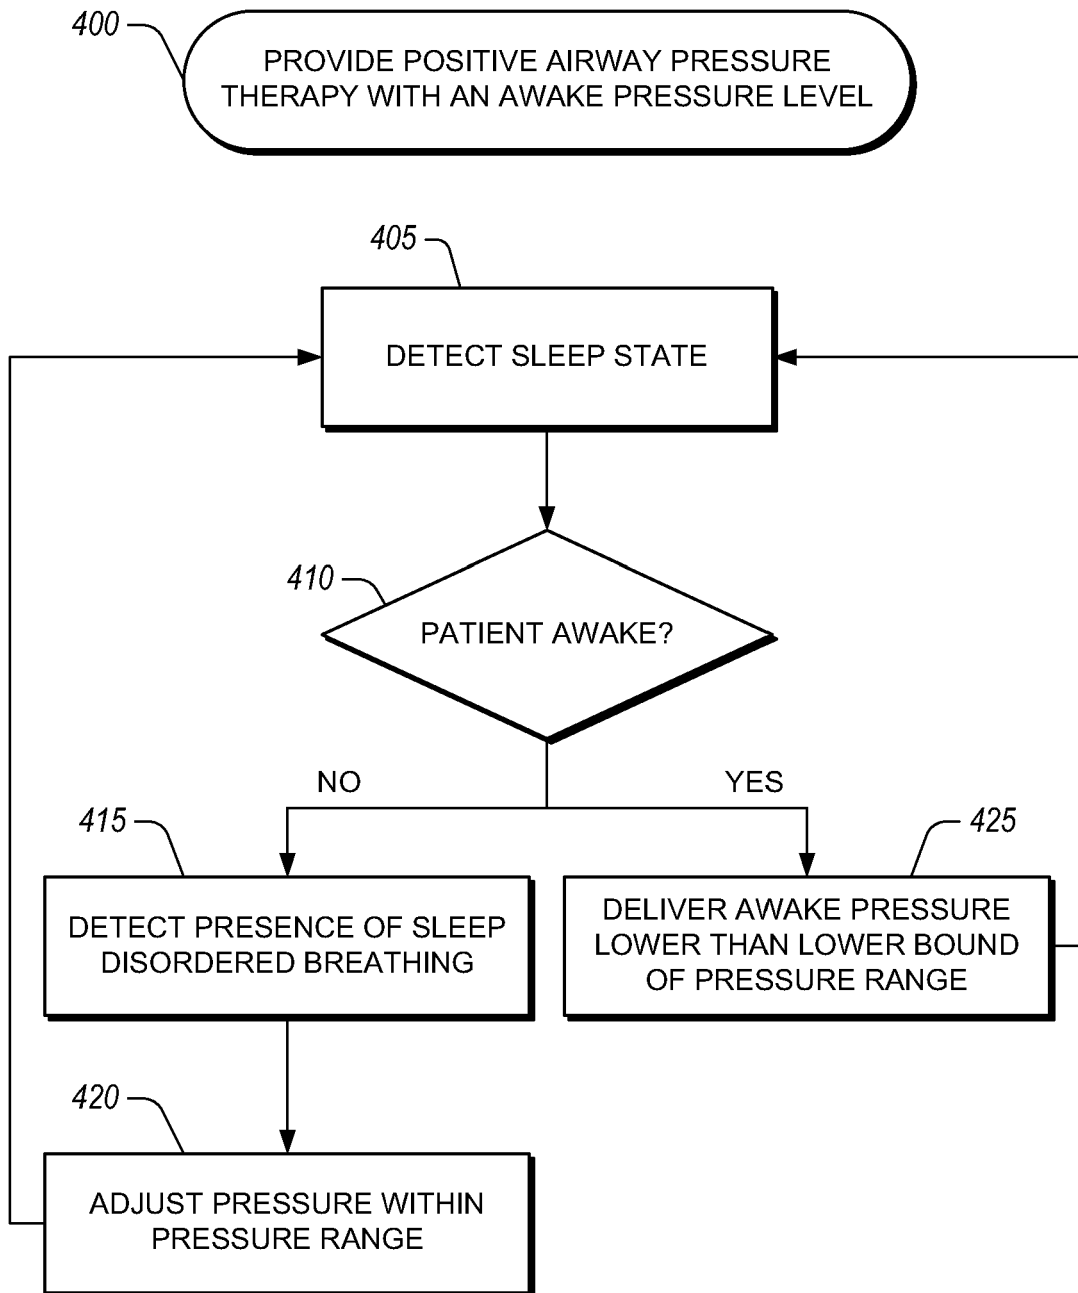 400
PROVIDE POSITIVE AIRWAY PRESSURE
THERAPY WITH AN AWAKE PRESSURE LEVEL
405
DETECT SLEEP STATE
410
PATIENT AWAKE?
NO
YES
415
DETECT PRESENCE OF SLEEP
DISORDERED BREATHING
425
DELIVER AWAKE PRESSURE
LOWER THAN LOWER BOUND
OF PRESSURE RANGE
420
ADJUST PRESSURE WITHIN
PRESSURE RANGE